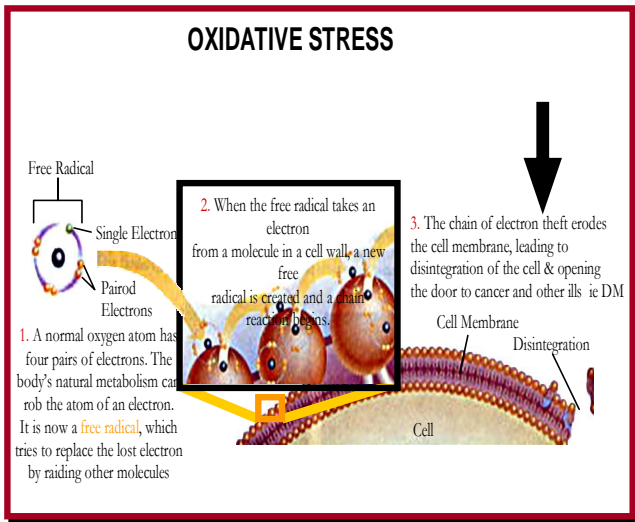 OXIDATIVE STRESS
Free Radical
Single Electron
Pairod
Electrons
1. A normal oxygen atom has
four pairs of electrons. The
body's natural metabolism can
rob the atom of an electron.
It is now a free radical, which
tries to replace the lost electron
by raiding other molecules
2. When the free radical takes an
electron
from a molecule in a cell wall, a new
free
radical is created and a chain
reaction begins.
3. The chain of electron theft erodes
the cell membrane, leading to
disintegration of the cell & opening
the door to cancer and other ills ie DM
Cell Membrane
Disintegration
Cell